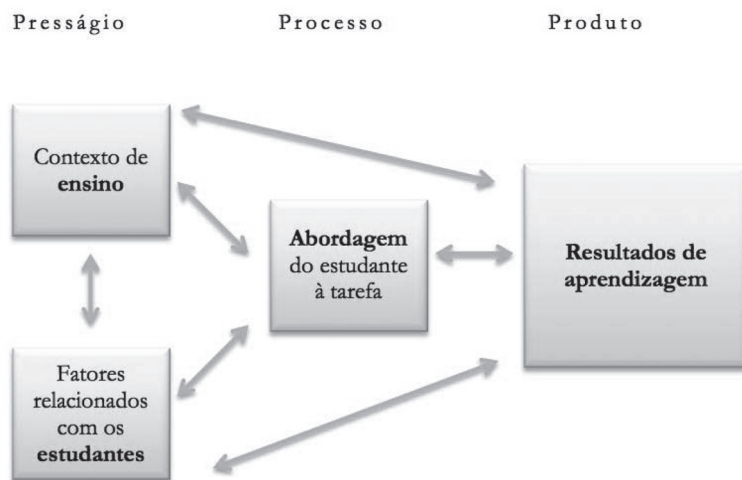 Presságio Processo Produto
Contexto de
ensino
Abordagem
do estudante
à tarefa
Resultados de
aprendizagem
Fatores
relacionados
com os
estudantes